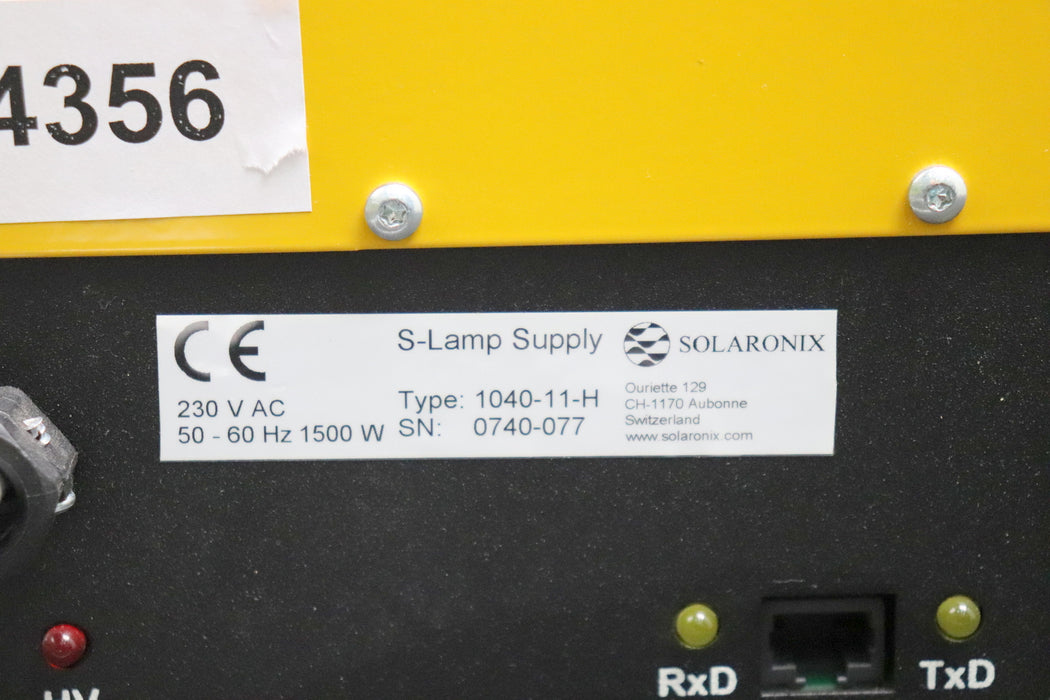 4356
CE
230 V AC
50 - 60 Hz 1500 W
S-Lamp Supply
Type: 1040-11-H
SN: 0740-077
SOLARONIX
Ouriette 129
CH-1170 Aubonne
Switzerland
www.solaronix.com
HV
RxD
TxD